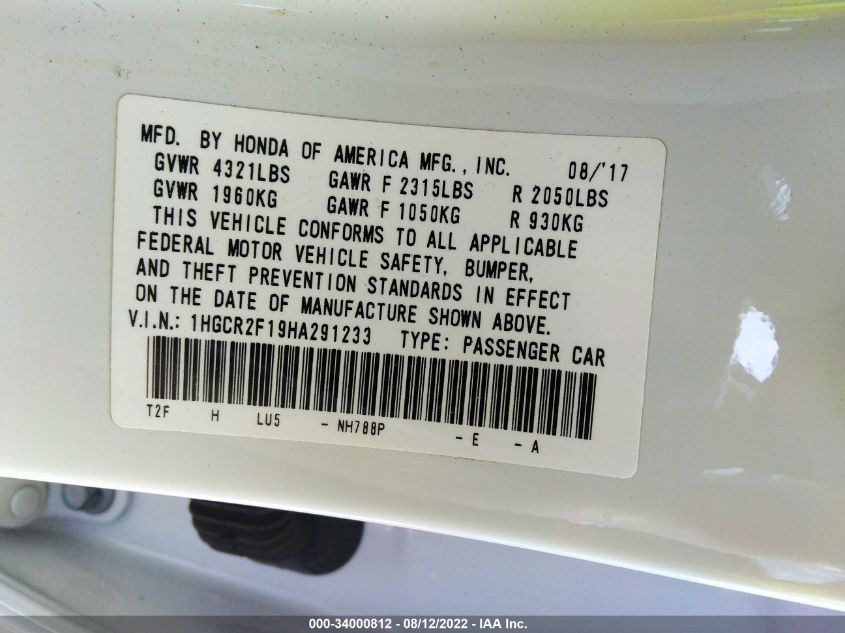 MFD. BY HONDA OF AMERICA MFG., INC. 08/'17
GVWR 4321LBS GAWR F 2315LBS R 2050LBS
GVWR 1960KG GAWR F 1050KG R 930KG
THIS VEHICLE CONFORMS TO ALL APPLICABLE
FEDERAL MOTOR VEHICLE SAFETY, BUMPER,
AND THEFT PREVENTION STANDARDS IN EFFECT
ON THE DATE OF MANUFACTURE SHOWN ABOVE.
V.I.N.: 1HGCR2F19HA291233 TYPE: PASSENGER CAR
T2F H LU5 - NH788P - E - A
000-34000812 - 08/12/2022 - IAA Inc.